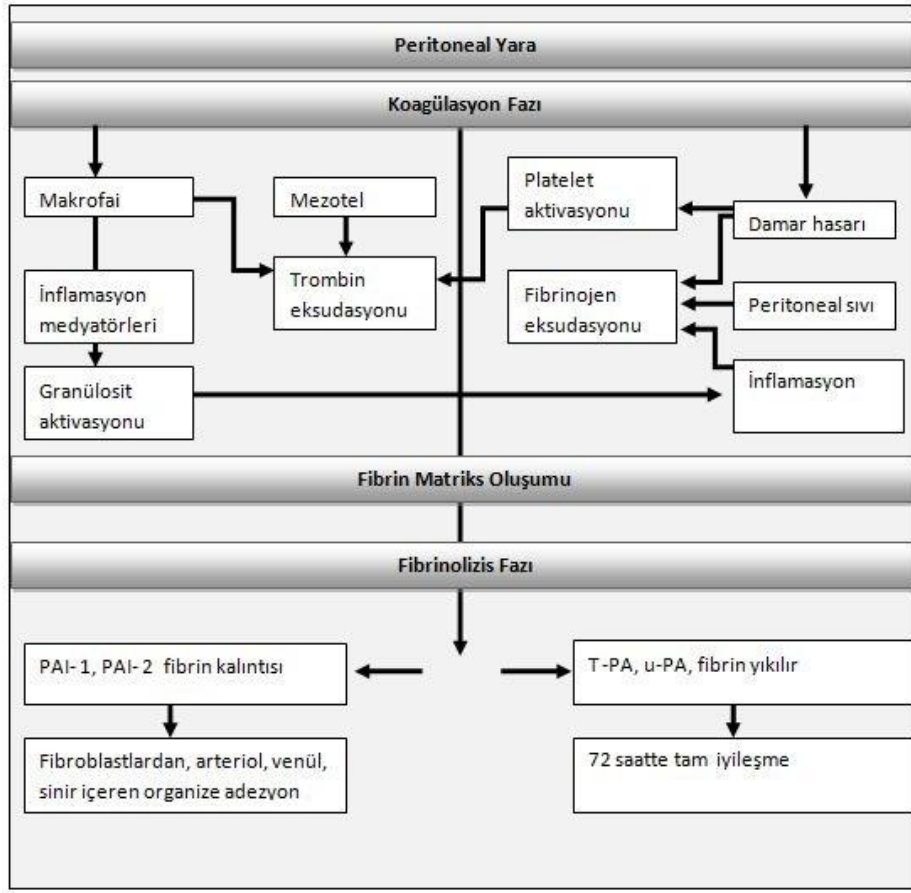 Peritoneal Yara
Koagülasyon Fazı
Makrofai
Mezotel
Platelet
aktivasyonu
Damar hasarı
İnflamasyon
medyatörleri
Trombin
eksudasyonu
Fibrinojen
eksudasyonu
Peritoneal sıvı
Granülosit
aktivasyonu
İnflamasyon
Fibrin Matriks Oluşumu
Fibrinolizis Fazı
PAI- 1, PAI- 2 fibrin kalıntısı
T -PA, u-PA, fibrin yıkılır
Fibroblastlardan, arteriol, venül,
sinir içeren organize adezyon
72 saatte tam iyileşme